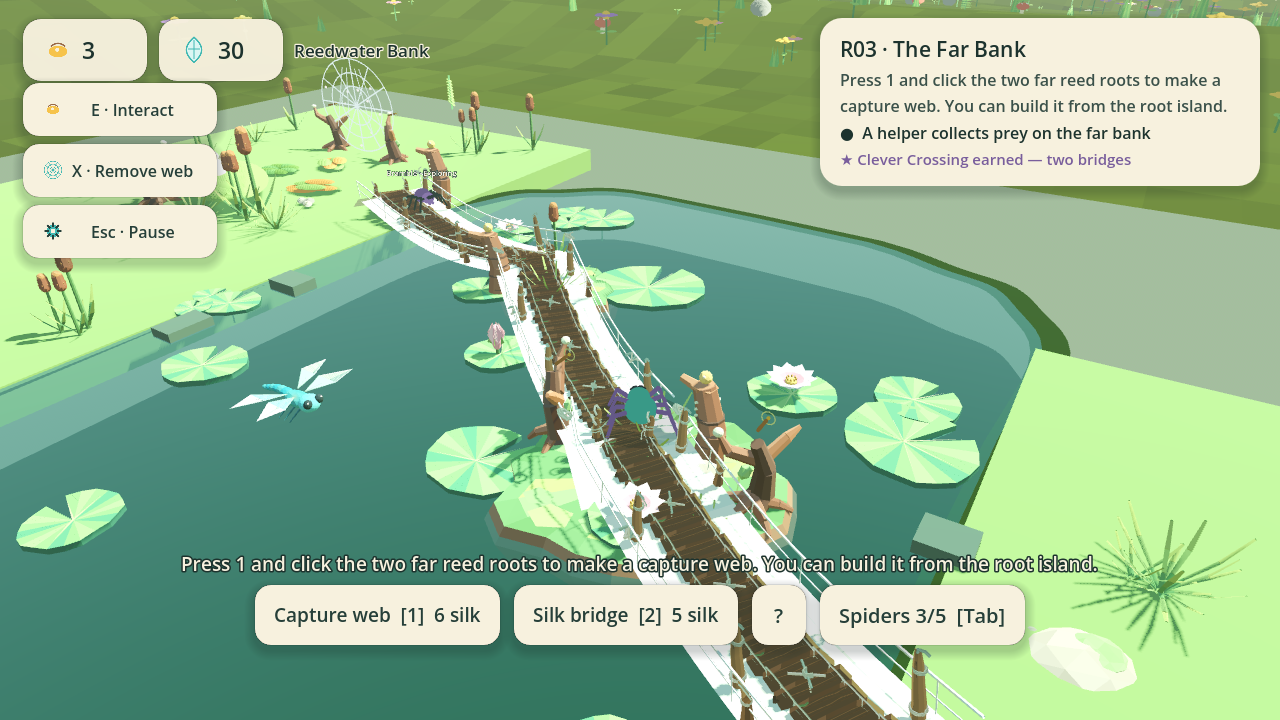 3
30
Reedwater Bank
E · Interact
X · Remove web
Esc · Pause
R03 · The Far Bank
Press 1 and click the two far reed roots to make a
capture web. You can build it from the root island.
● A helper collects prey on the far bank
★ Clever Crossing earned — two bridges
Press 1 and click the two far reed roots to make a capture web. You can build it from the root island.
Capture web [1] 6 silk
Silk bridge [2] 5 silk
?
Spiders 3/5 [Tab]